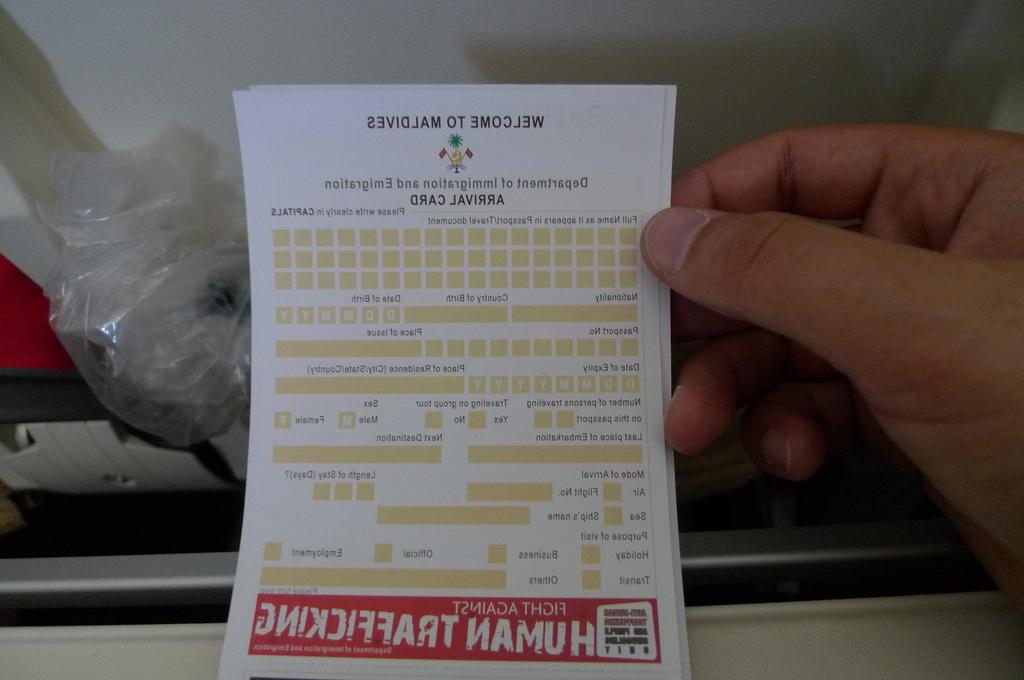 WELCOME TO MALDIVES
Department of Immigration and Emigration
ARRIVAL CARD
Full Name as it appears in Passport/Travel document Please write clearly in CAPITALS
Nationality Country of Birth Date of Birth
D D M M Y Y
Passport No. Place of Issue
Date of Expiry Place of Residence (City/State/Country)
D D M M Y Y Y Y
Number of persons traveling on this passport Traveling on group tour Sex
Yes No Male M Female F
Last place of Embarkation Next Destination
Mode of Arrival Length of Stay (Days)?
Air Flight No.
Sea Ship's name
Purpose of visit
Holiday Business Official Employment
Transit Others
Please turn over
ANTI-HUMAN
TRAFFICKING
AND PEOPLE
SMUGGLING
UNIT
FIGHT AGAINST
HUMAN TRAFFICKING
Department of Immigration and Emigration